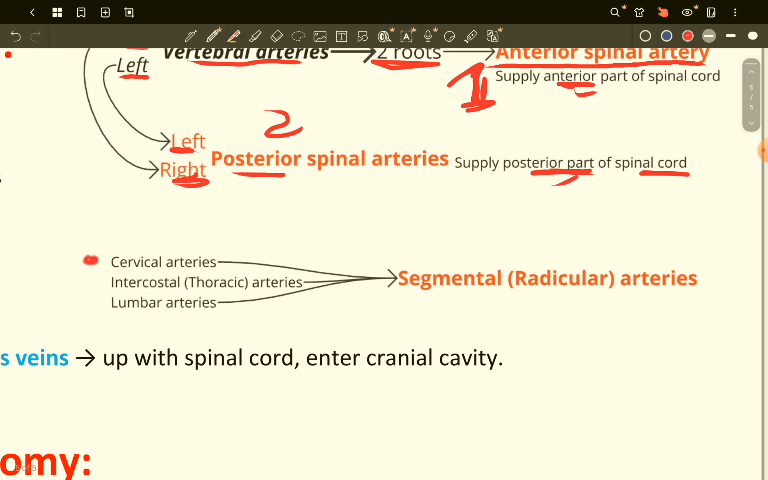 Vertebral arteries 2 roots Anterior spinal artery
Left
Supply anterior part of spinal cord
1
2
Left
Right
Posterior spinal arteries Supply posterior part of spinal cord
Cervical arteries
Intercostal (Thoracic) arteries
Lumbar arteries
Segmental (Radicular) arteries
s veins → up with spinal cord, enter cranial cavity.
omy: